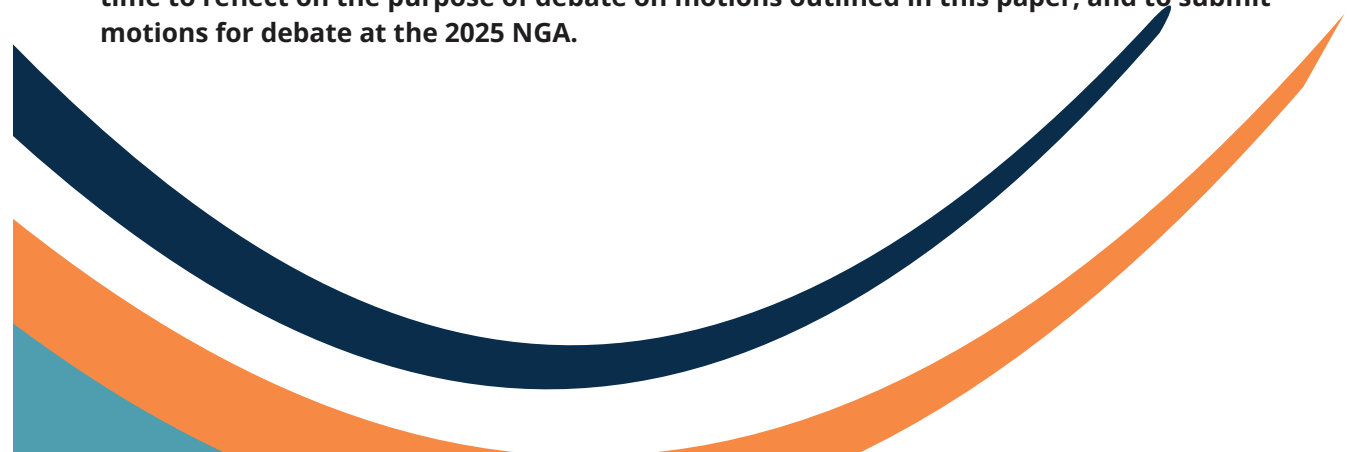 time to reflect on the purpose of debate on motions outlined in this paper, and to submit
motions for debate at the 2025 NGA.